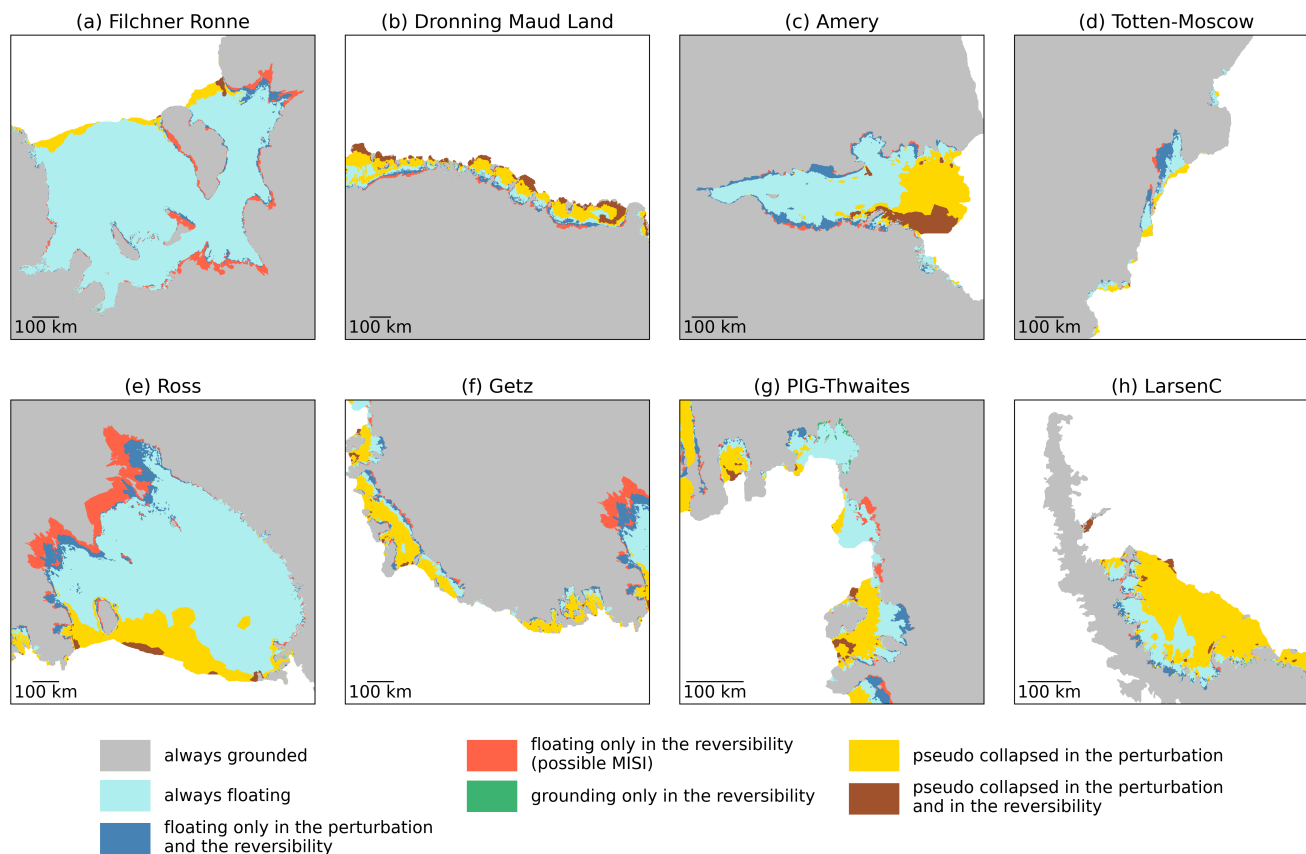 (a) Filchner Ronne
(b) Dronning Maud Land
(c) Amery
(d) Totten-Moscow
100 km
100 km
100 km
100 km
(e) Ross
(f) Getz
(g) PIG-Thwaites
(h) LarsenC
100 km
100 km
100 km
100 km
always grounded
always floating
floating only in the perturbation
and the reversibility
floating only in the reversibility
(possible MISI)
grounding only in the reversibility
pseudo collapsed in the perturbation
pseudo collapsed in the perturbation
and in the reversibility